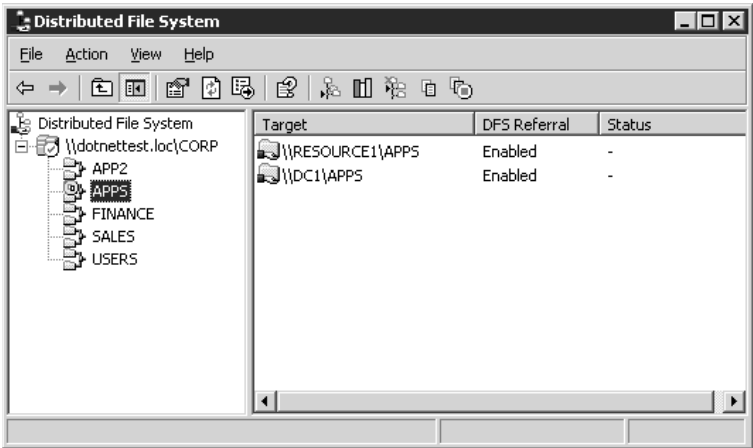 Distributed File System
File Action View Help
Distributed File System
\\dotnettest.loc\CORP
APP2
APPS
FINANCE
SALES
USERS
Target DFS Referral Status
\\RESOURCE1\APPS Enabled -
\\DC1\APPS Enabled -